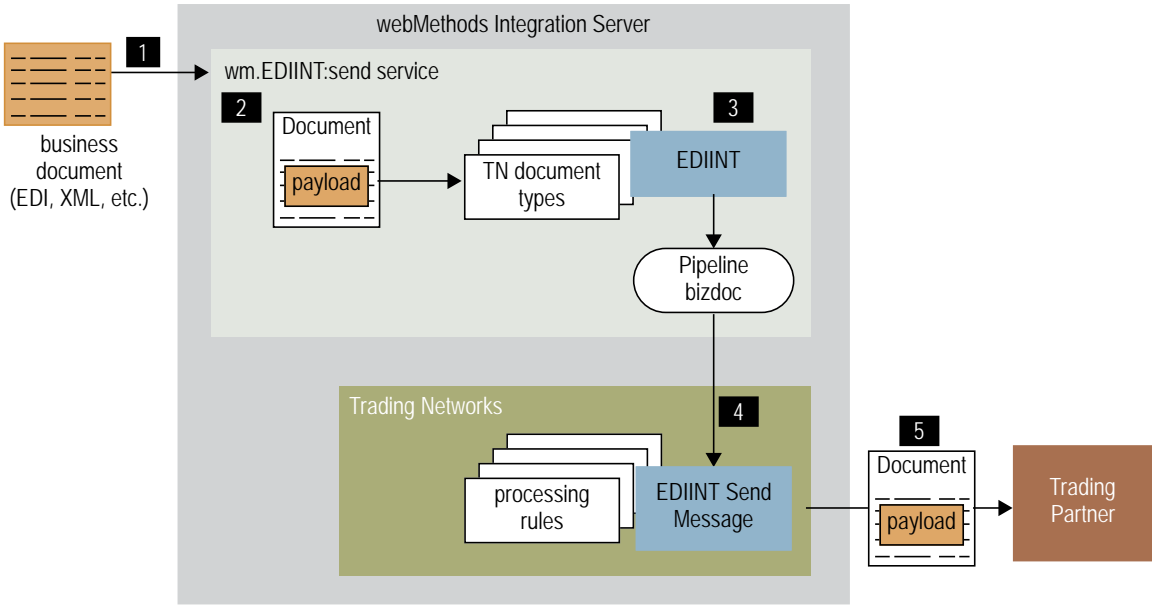 webMethods Integration Server
1
wm.EDIINT:send service
business
document
(EDI, XML, etc.)
2
Document
payload
TN document
types
3
EDIINT
Pipeline
bizdoc
Trading Networks
4
processing
rules
EDIINT Send
Message
5
Document
payload
Trading
Partner